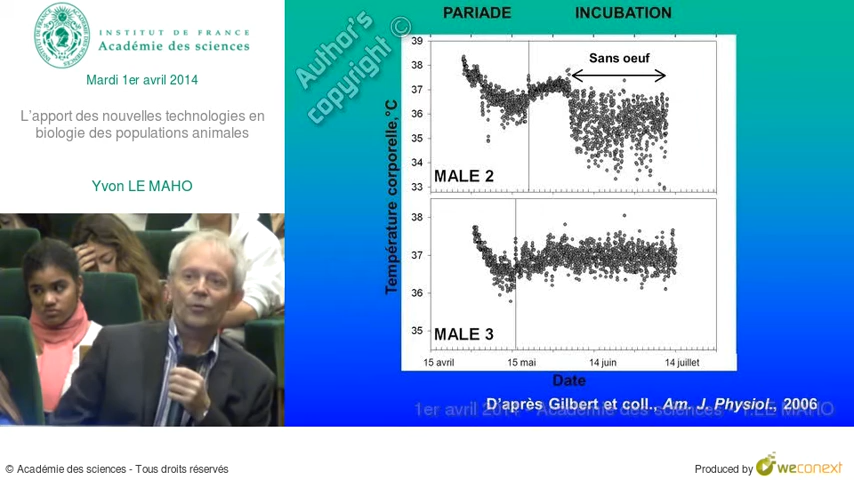 INSTITUT DE FRANCE
Académie des sciences
Mardi 1er avril 2014
L'apport des nouvelles technologies en
biologie des populations animales
Yvon LE MAHO
Author's
copyright ©
PARIADE INCUBATION
Sans oeuf
39
38
37
36
35
34
33
MALE 2
Température corporelle,°C
38
37
36
35
MALE 3
15 avril 15 mai 14 juin 14 juillet
Date
D'après Gilbert et coll., Am. J. Physiol., 2006
1er avril 2014 - Académie des sciences - Y.LE MAHO
© Académie des sciences - Tous droits réservés
Produced by weconext